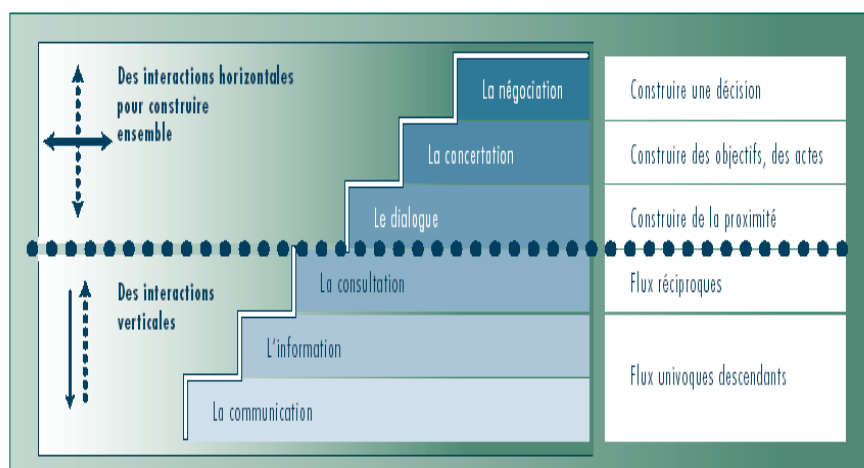 Des interactions horizontales
pour construire
ensemble
La négociation
Construire une décision
La concertation
Construire des objectifs, des actes
Le dialogue
Construire de la proximité
Des interactions
verticales
La consultation
Flux réciproques
L'information
La communication
Flux univoques descendants